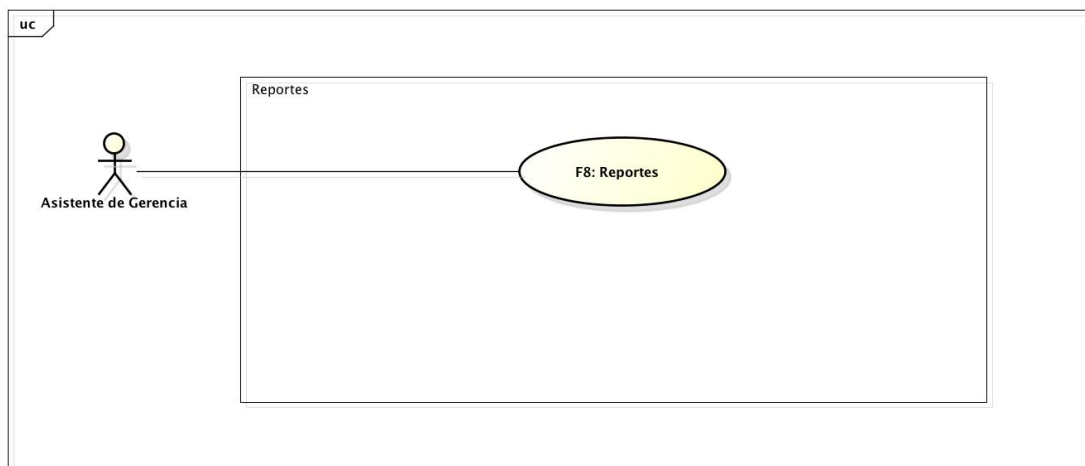 uc
Reportes
F8: Reportes
Asistente de Gerencia